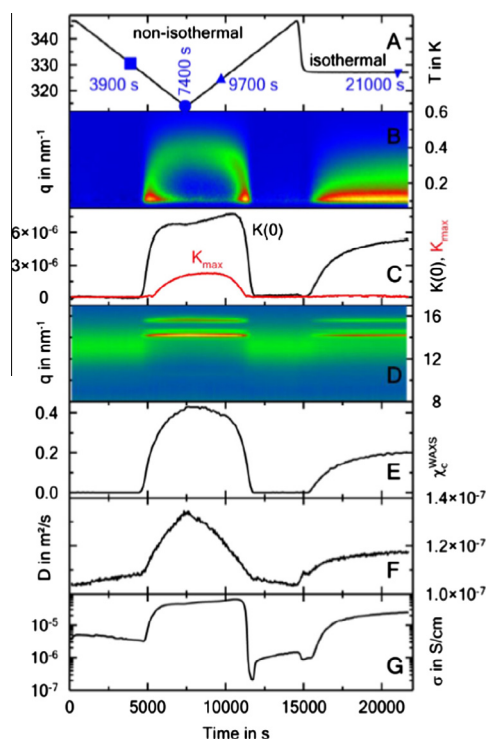 340
330
320
non-isothermal
A
3900 s
7400 s
9700 s
isothermal
21000 s
T in K
q in nm⁻¹
B
0.6
0.4
0.2
6×10⁻⁶
3×10⁻⁶
0
K(0)
Kmax
C
K(0), Kmax
q in nm⁻¹
D
16
12
8
0.4
0.2
0.0
E
χcWAXS
D in m²/s
F
1.4×10⁻⁷
1.2×10⁻⁷
1.0×10⁻⁷
10⁻⁵
10⁻⁶
10⁻⁷
G
σ in S/cm
0 5000 10000 15000 20000
Time in s